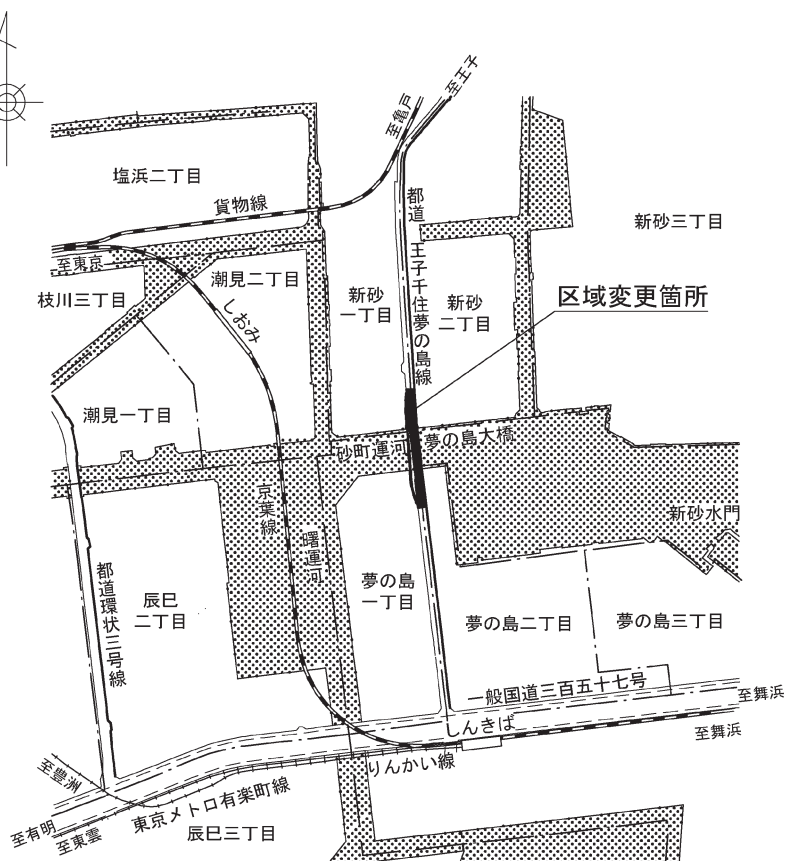 至王子
至亀戸
塩浜二丁目
貨物線
都道
王子千住夢の島線
新砂三丁目
至東京
潮見二丁目
枝川三丁目
しおみ
新砂
一丁目
新砂
二丁目
区域変更箇所
潮見一丁目
砂町運河
夢の島大橋
京葉線
曙運河
新砂水門
都道環状三号線
辰巳
二丁目
夢の島
一丁目
夢の島二丁目
夢の島三丁目
一般国道三百五十七号
至舞浜
しんきば
至舞浜
りんかい線
至豊洲
東京メトロ有楽町線
至有明
至東雲
辰巳三丁目